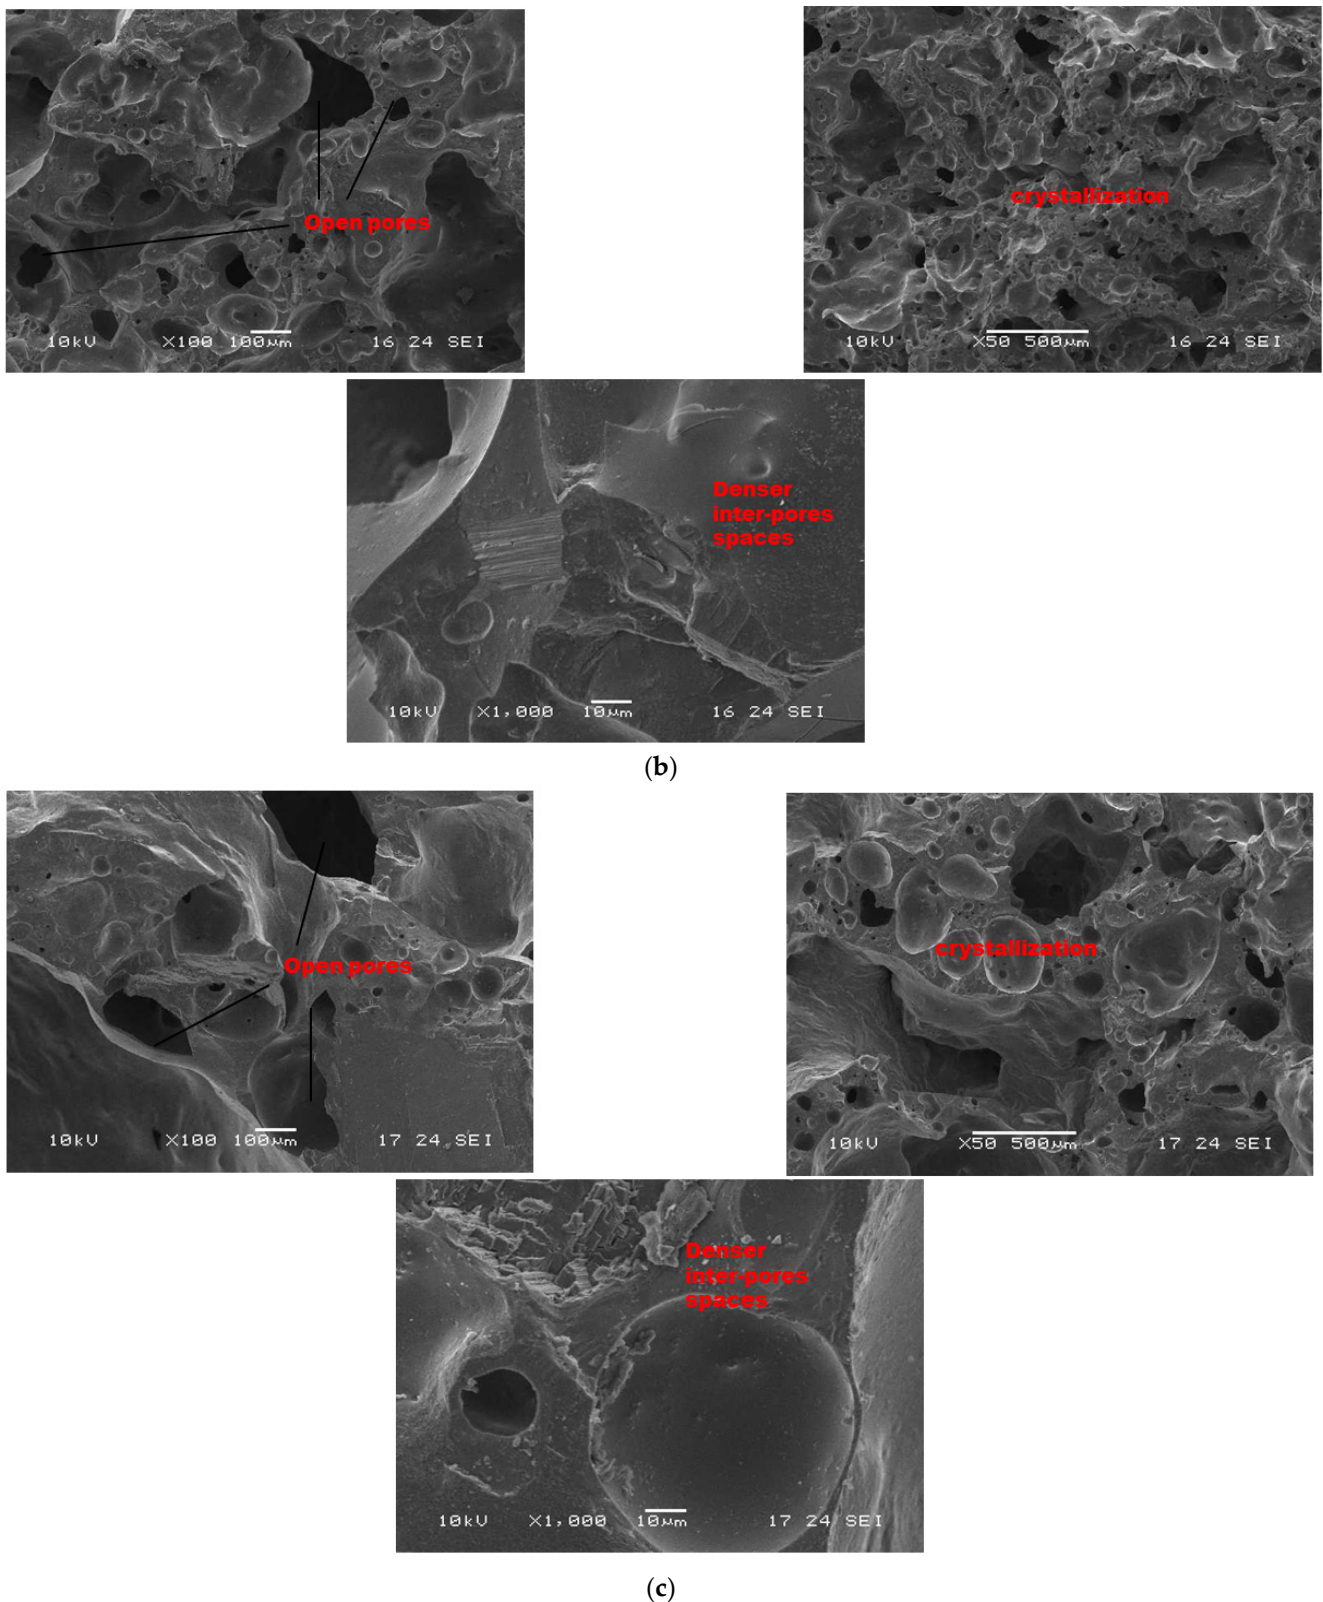 Open pores
10kV X100 100μm 16 24 SEI
crystallization
10kV X50 500μm 16 24 SEI
Denser
inter-pores
spaces
10kV X1,000 10μm 16 24 SEI
(b)
Open pores
10kV X100 100μm 17 24 SEI
crystallization
10kV X50 500μm 17 24 SEI
Denser
inter-pores
spaces
10kV X1,000 10μm 17 24 SEI
(c)